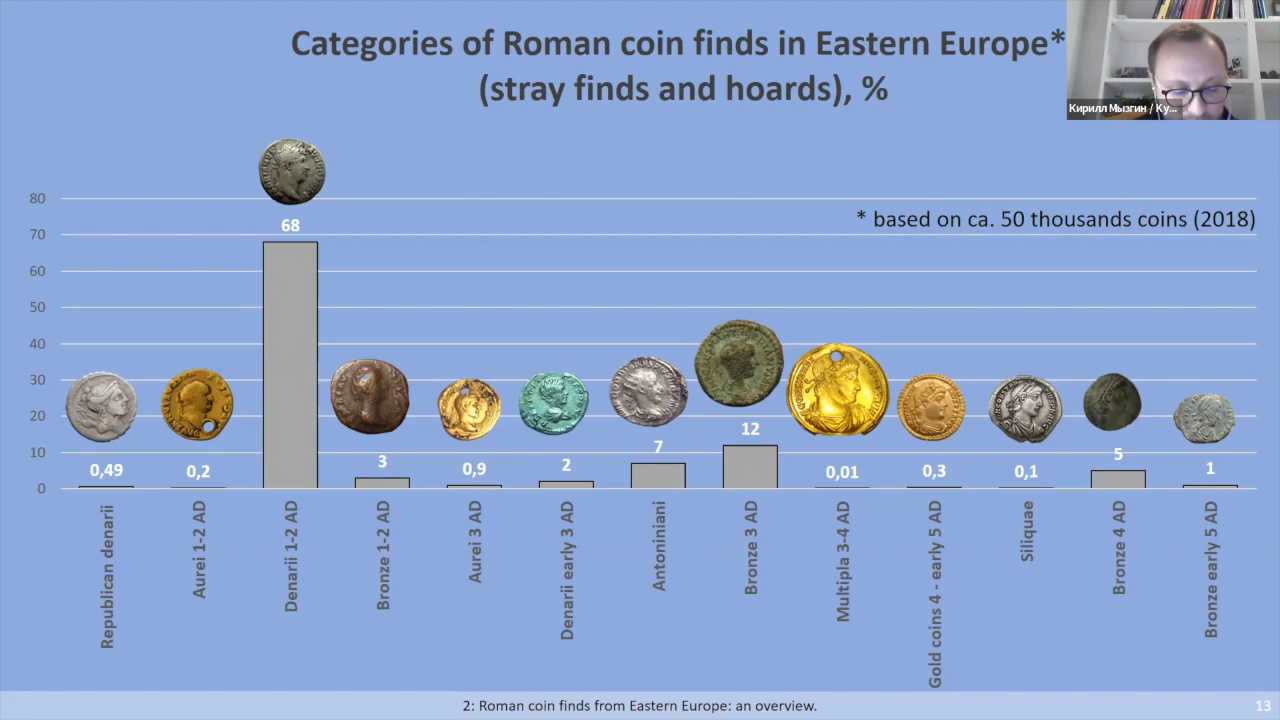 Categories of Roman coin finds in Eastern Europe*
(stray finds and hoards), %
Кирилл Мызгин / Ку...
* based on ca. 50 thousands coins (2018)
80
70
60
50
40
30
20
10
0
0,49
0,2
68
3
0,9
2
7
12
0,01
0,3
0,1
5
1
Republican denarii
Aurei 1-2 AD
Denarii 1-2 AD
Bronze 1-2 AD
Aurei 3 AD
Denarii early 3 AD
Antoniniani
Bronze 3 AD
Multipla 3-4 AD
Gold coins 4 - early 5 AD
Siliquae
Bronze 4 AD
Bronze early 5 AD
2: Roman coin finds from Eastern Europe: an overview.
13